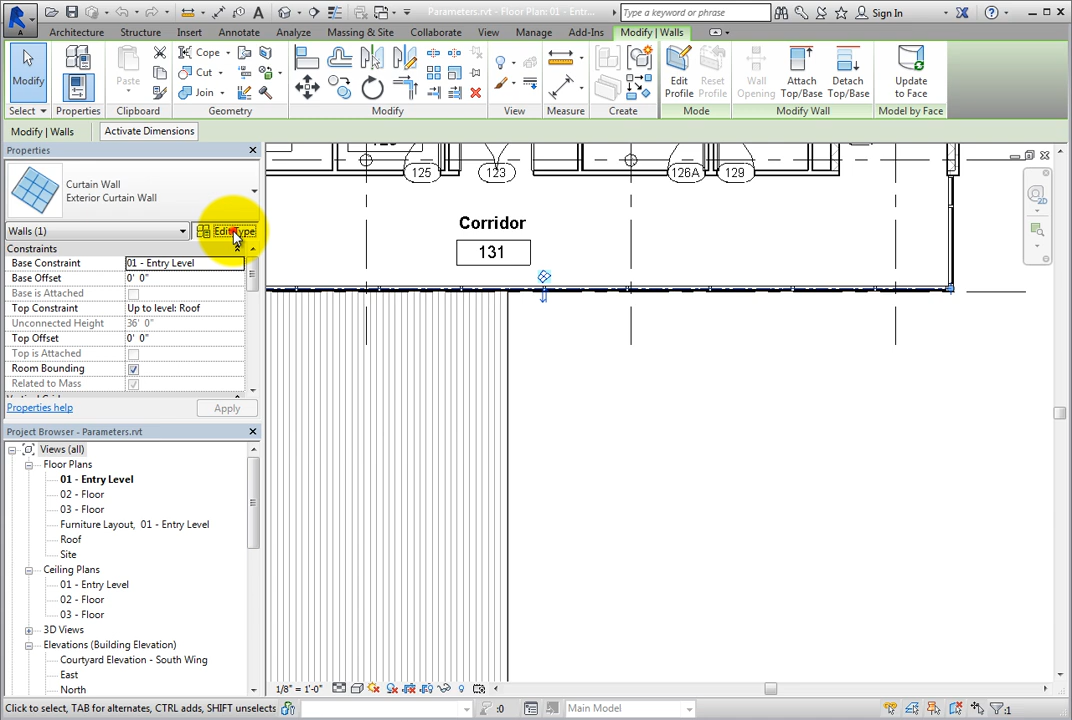 Parameters.rvt - Floor Plan: 01 - Entr...
Type a keyword or phrase
Sign In
Architecture Structure Insert Annotate Analyze Massing & Site Collaborate View Manage Add-Ins Modify | Walls
Modify
Paste
Cope
Cut
Join
Edit Profile
Reset Profile
Wall Opening
Attach Top/Base
Detach Top/Base
Update to Face
Select Properties Clipboard Geometry Modify View Measure Create Mode Modify Wall Model by Face
Modify | Walls
Activate Dimensions
Properties
Curtain Wall
Exterior Curtain Wall
Walls (1)
Edit Type
Constraints
Base Constraint 01 - Entry Level
Base Offset 0' 0"
Base is Attached
Top Constraint Up to level: Roof
Unconnected Height 36' 0"
Top Offset 0' 0"
Top is Attached
Room Bounding
Related to Mass
Properties help
Apply
Project Browser - Parameters.rvt
Views (all)
Floor Plans
01 - Entry Level
02 - Floor
03 - Floor
Furniture Layout, 01 - Entry Level
Roof
Site
Ceiling Plans
01 - Entry Level
02 - Floor
03 - Floor
3D Views
Elevations (Building Elevation)
Courtyard Elevation - South Wing
East
North
125
123
126A
129
Corridor
131
1/8" = 1'-0"
Click to select, TAB for alternates, CTRL adds, SHIFT unselects
:0
Main Model
:1